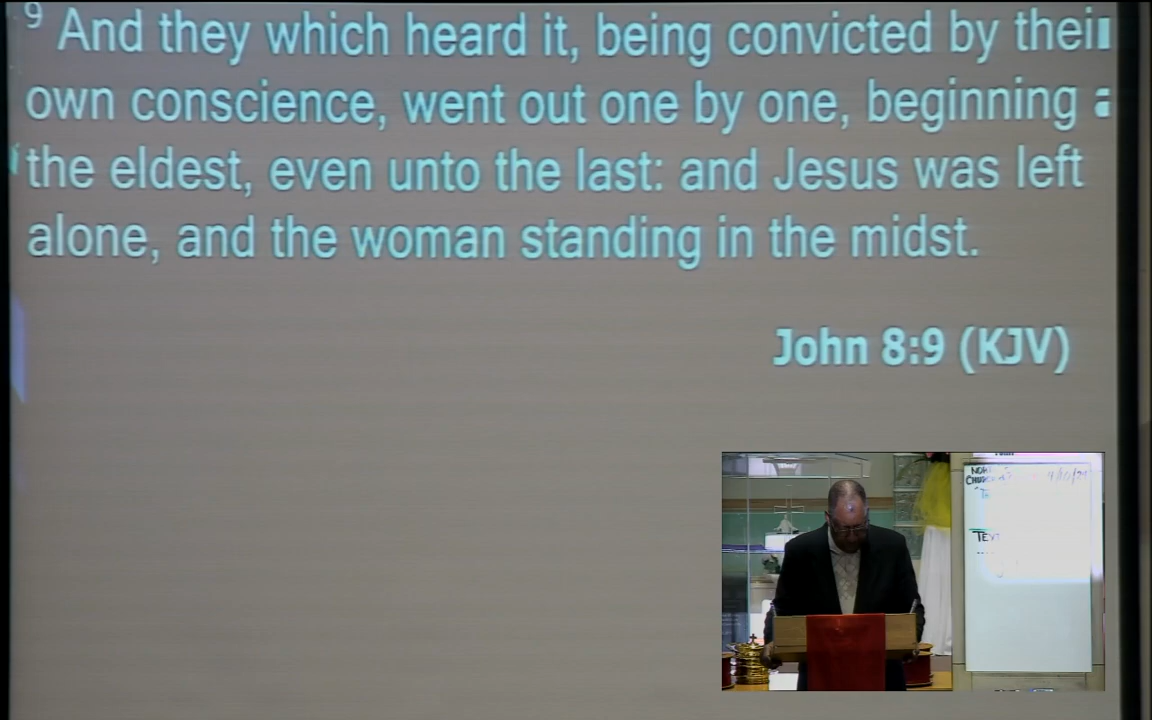 9 And they which heard it, being convicted by their
own conscience, went out one by one, beginning a
the eldest, even unto the last: and Jesus was left
alone, and the woman standing in the midst.
John 8:9 (KJV)